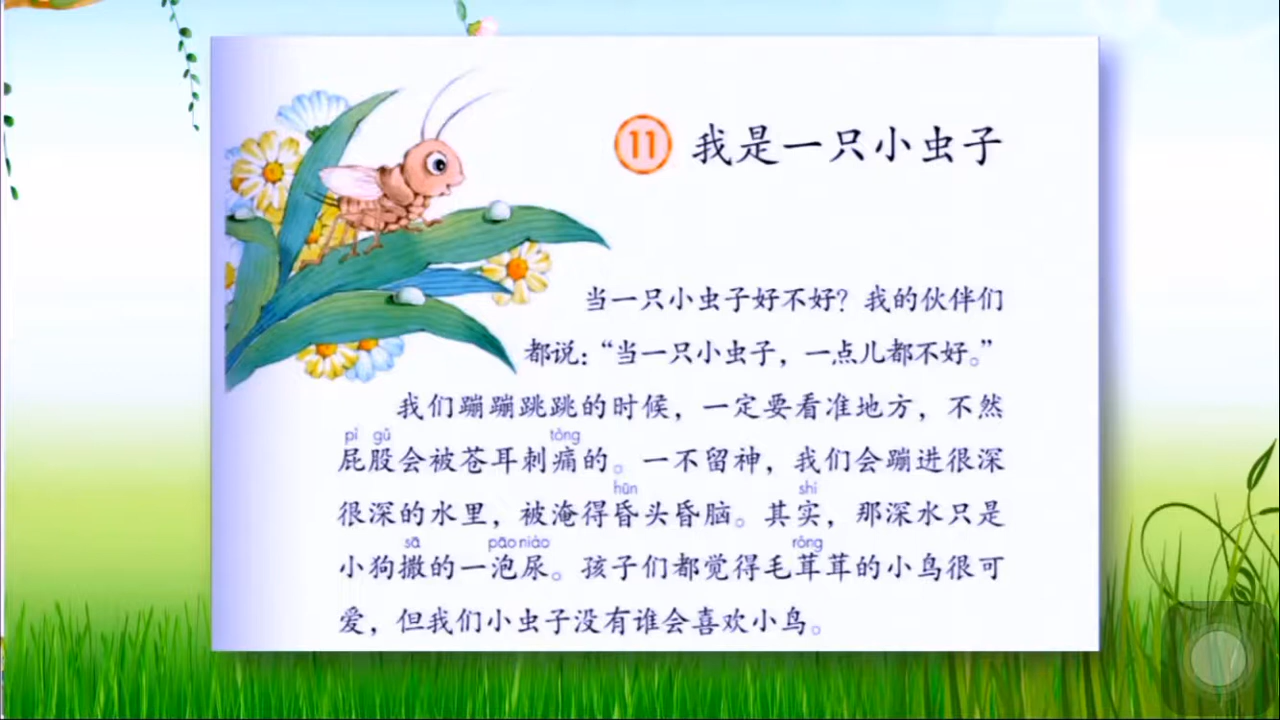 11 我是一只小虫子
当一只小虫子好不好？我的伙伴们
都说：“当一只小虫子，一点儿都不好。”
我们蹦蹦跳跳的时候，一定要看准地方，不然
pì gǔ tòng
屁股会被苍耳刺痛的。一不留神，我们会蹦进很深
hūn shí
很深的水里，被淹得昏头昏脑。其实，那深水只是
sā pāo niào róng
小狗撒的一泡尿。孩子们都觉得毛茸茸的小鸟很可
爱，但我们小虫子没有谁会喜欢小鸟。